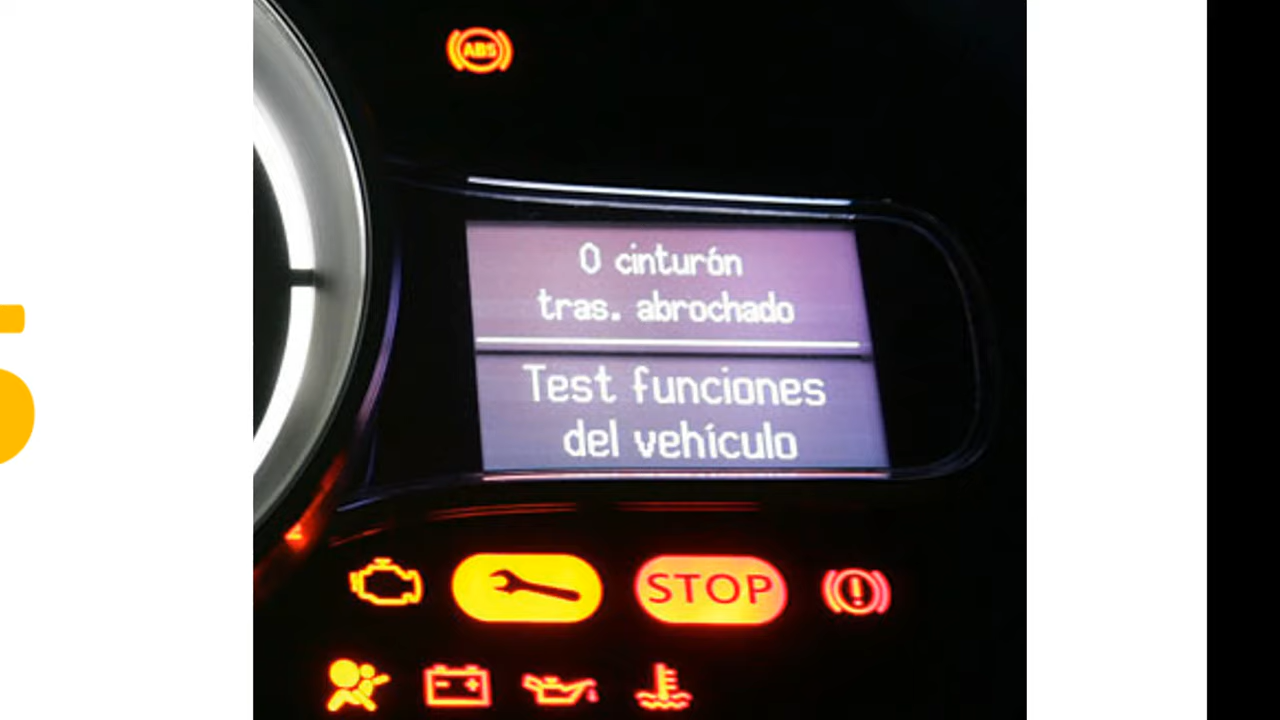 ABS
0 cinturón
tras. abrochado
Test funciones
del vehículo
STOP